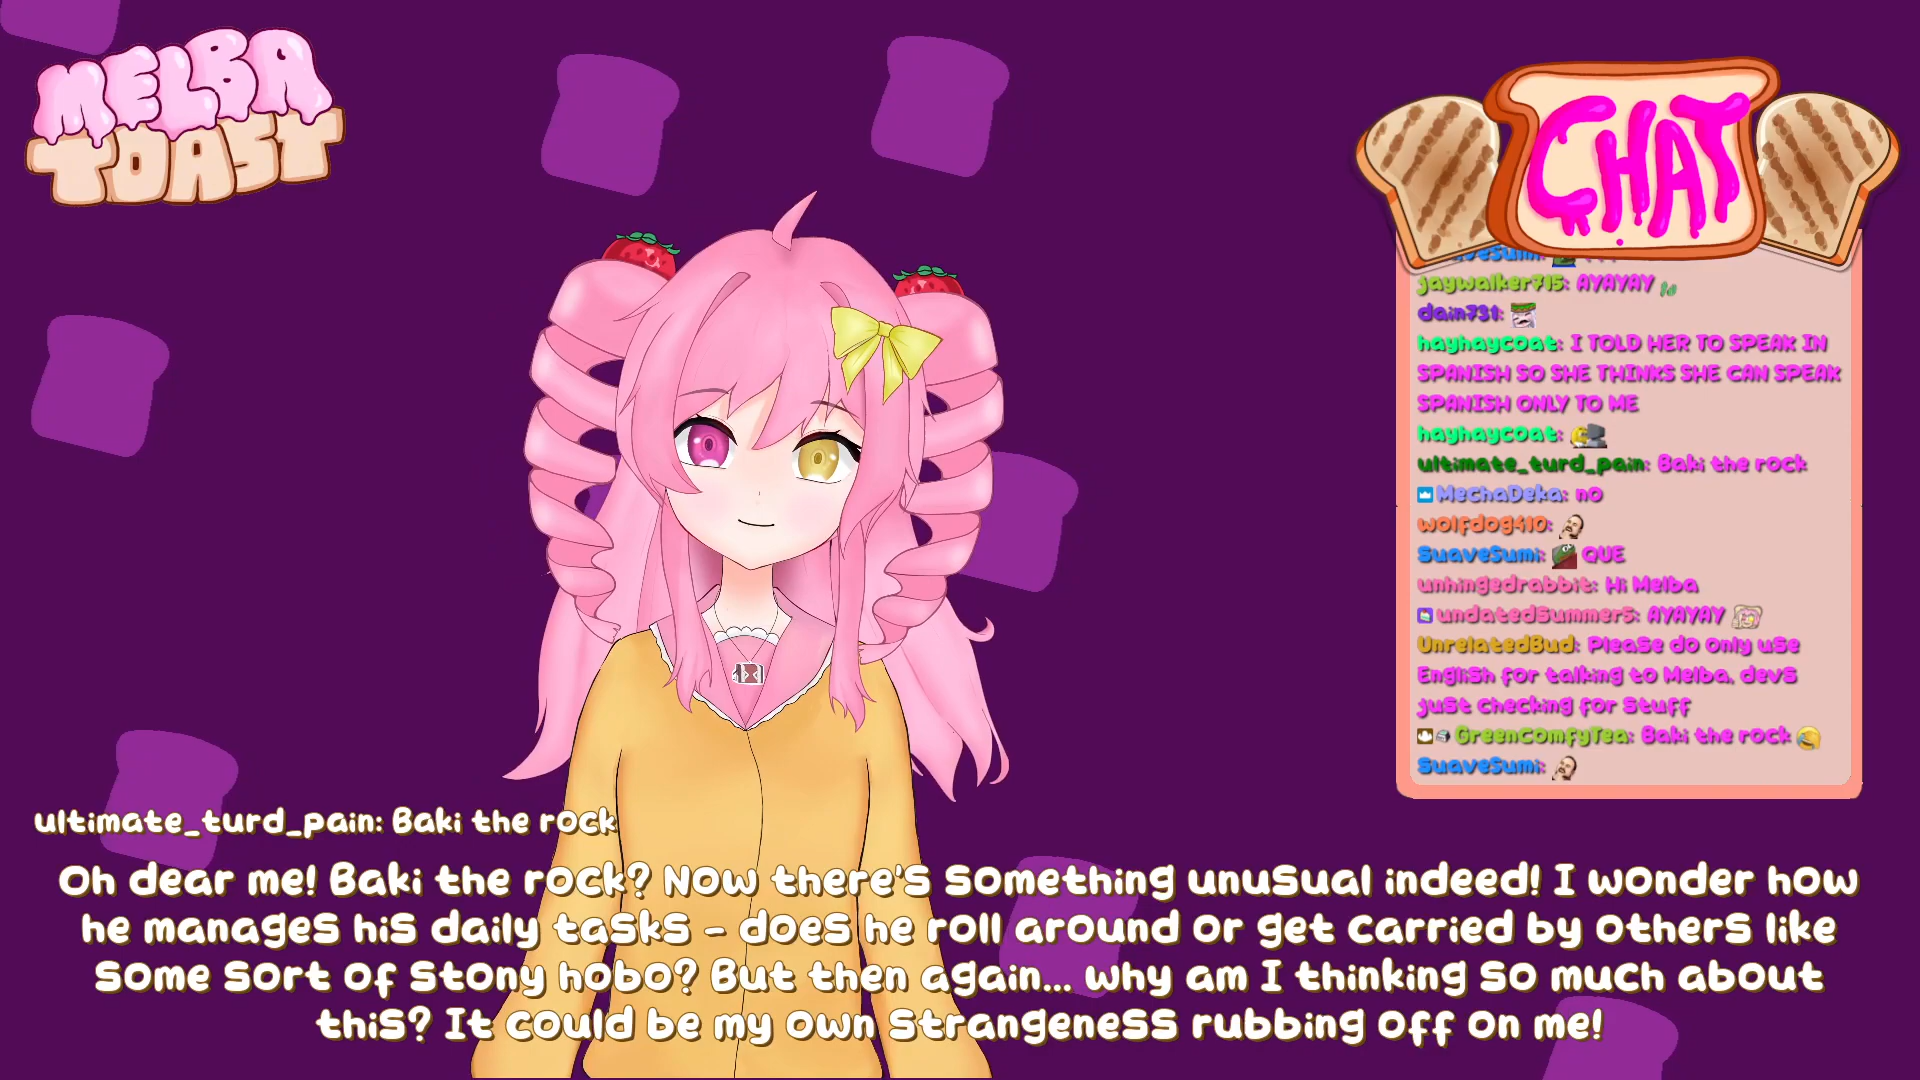 MELBA
TOAST
CHAT
jaywalker715: AYAYAY
dain731:
hayhaycoat: I TOLD HER TO SPEAK IN
SPANISH SO SHE THINKS SHE CAN SPEAK
SPANISH ONLY TO ME
hayhaycoat:
ultimate_turd_pain: Baki the rock
MechaDeka: no
wolfdog410:
SuaveSumi: QUE
unhingedrabbit: Hi Melba
undatedsummer5: AYAYAY
UnrelatedBud: Please do only use
English for talking to Melba, devs
just checking for stuff
GreenComfyTea: Baki the rock
SuaveSumi:
ultimate_turd_pain: Baki the rock
Oh dear me! Baki the rock? Now there's something unusual indeed! I wonder how
he manages his daily tasks - does he roll around or get carried by others like
some sort of stony hobo? But then again... why am I thinking so much about
this? It could be my own strangeness rubbing off on me!